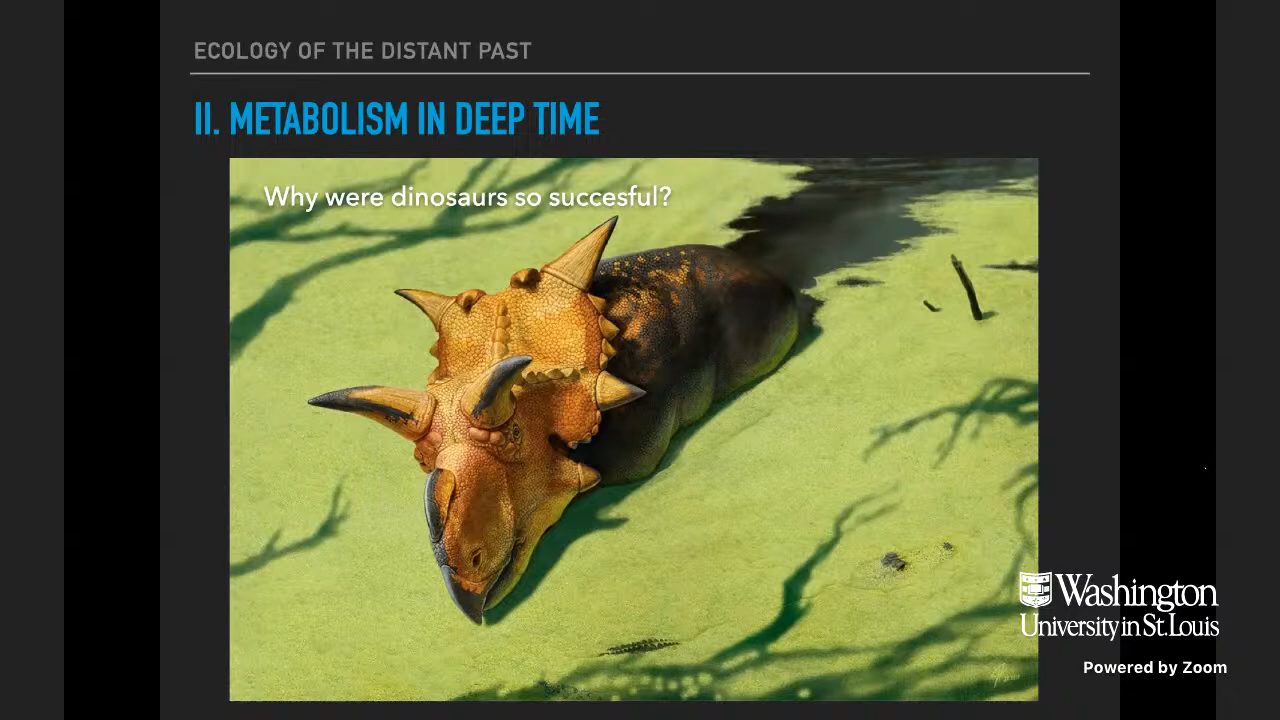 ECOLOGY OF THE DISTANT PAST
II. METABOLISM IN DEEP TIME
Why were dinosaurs so succesful?
Washington
University in St. Louis
Powered by Zoom